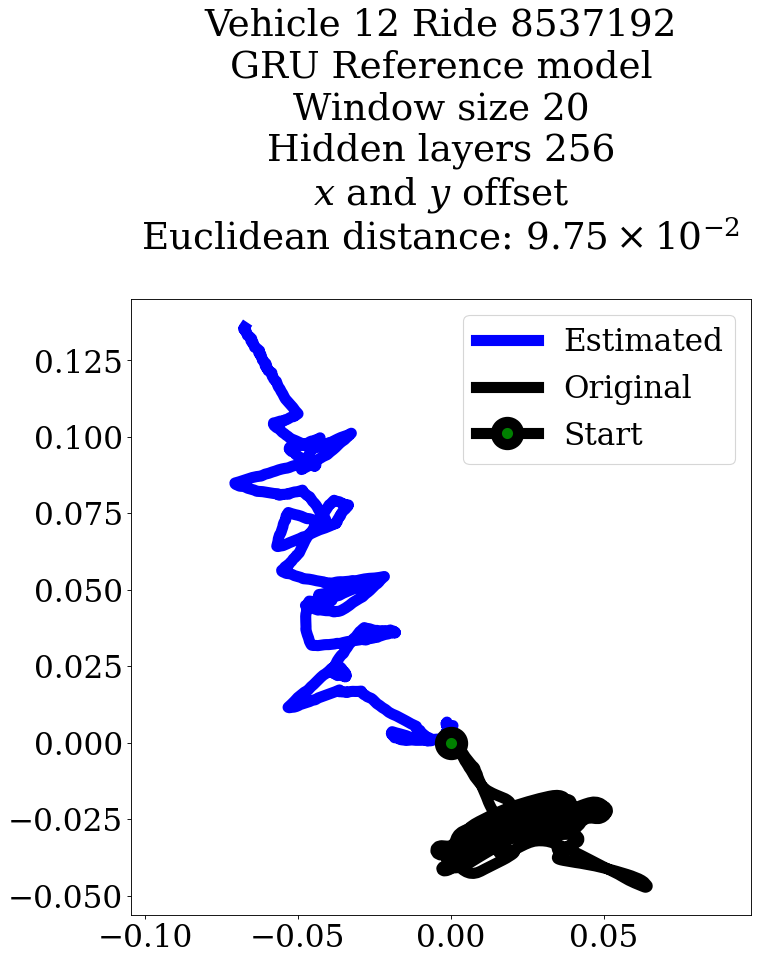 Vehicle 12 Ride 8537192
GRU Reference model
Window size 20
Hidden layers 256
x and y offset
Euclidean distance: 9.75 × 10⁻²
Estimated
Original
Start
0.125
0.100
0.075
0.050
0.025
0.000
−0.025
−0.050
−0.10 −0.05 0.00 0.05